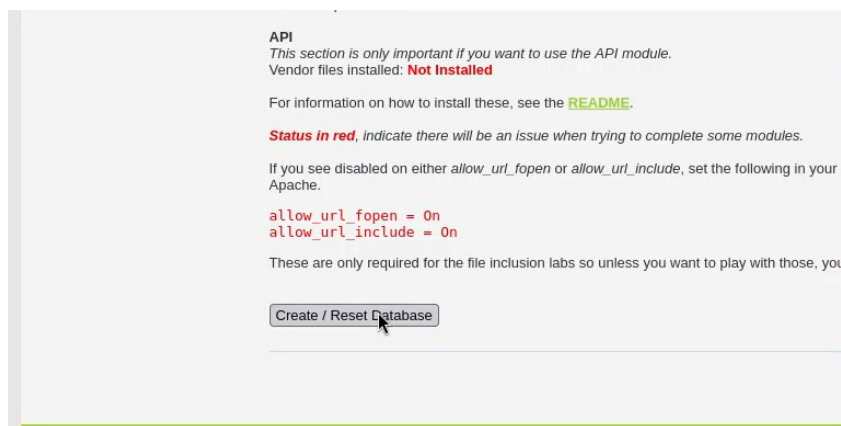 API
This section is only important if you want to use the API module.
Vendor files installed: Not Installed
For information on how to install these, see the README.
Status in red, indicate there will be an issue when trying to complete some modules.
If you see disabled on either allow_url_fopen or allow_url_include, set the following in your
Apache.
allow_url_fopen = On
allow_url_include = On
These are only required for the file inclusion labs so unless you want to play with those, you
Create / Reset Database